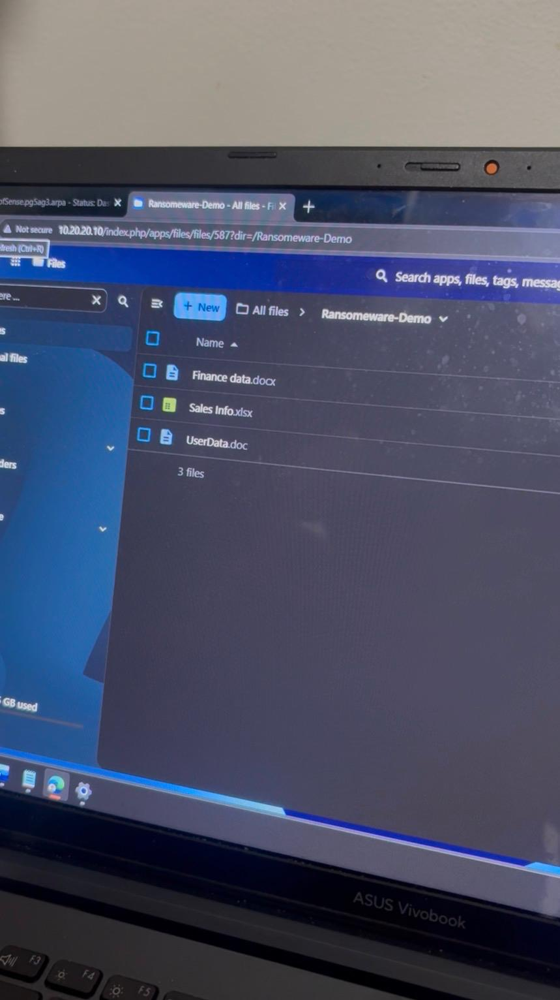 ofSense.pg5ag3.arpa - Status: Das
Ransomeware-Demo - All files - Fi
Not secure 10.20.20.10/index.php/apps/files/files/587?dir=/Ransomeware-Demo
fresh (Ctrl+R)
Files
Search apps, files, tags, messag
ere ...
New
All files
Ransomeware-Demo
Name
al files
Finance data.docx
Sales Info.xlsx
UserData.doc
ders
3 files
GB used
ASUS Vivobook
F3
F4
F5